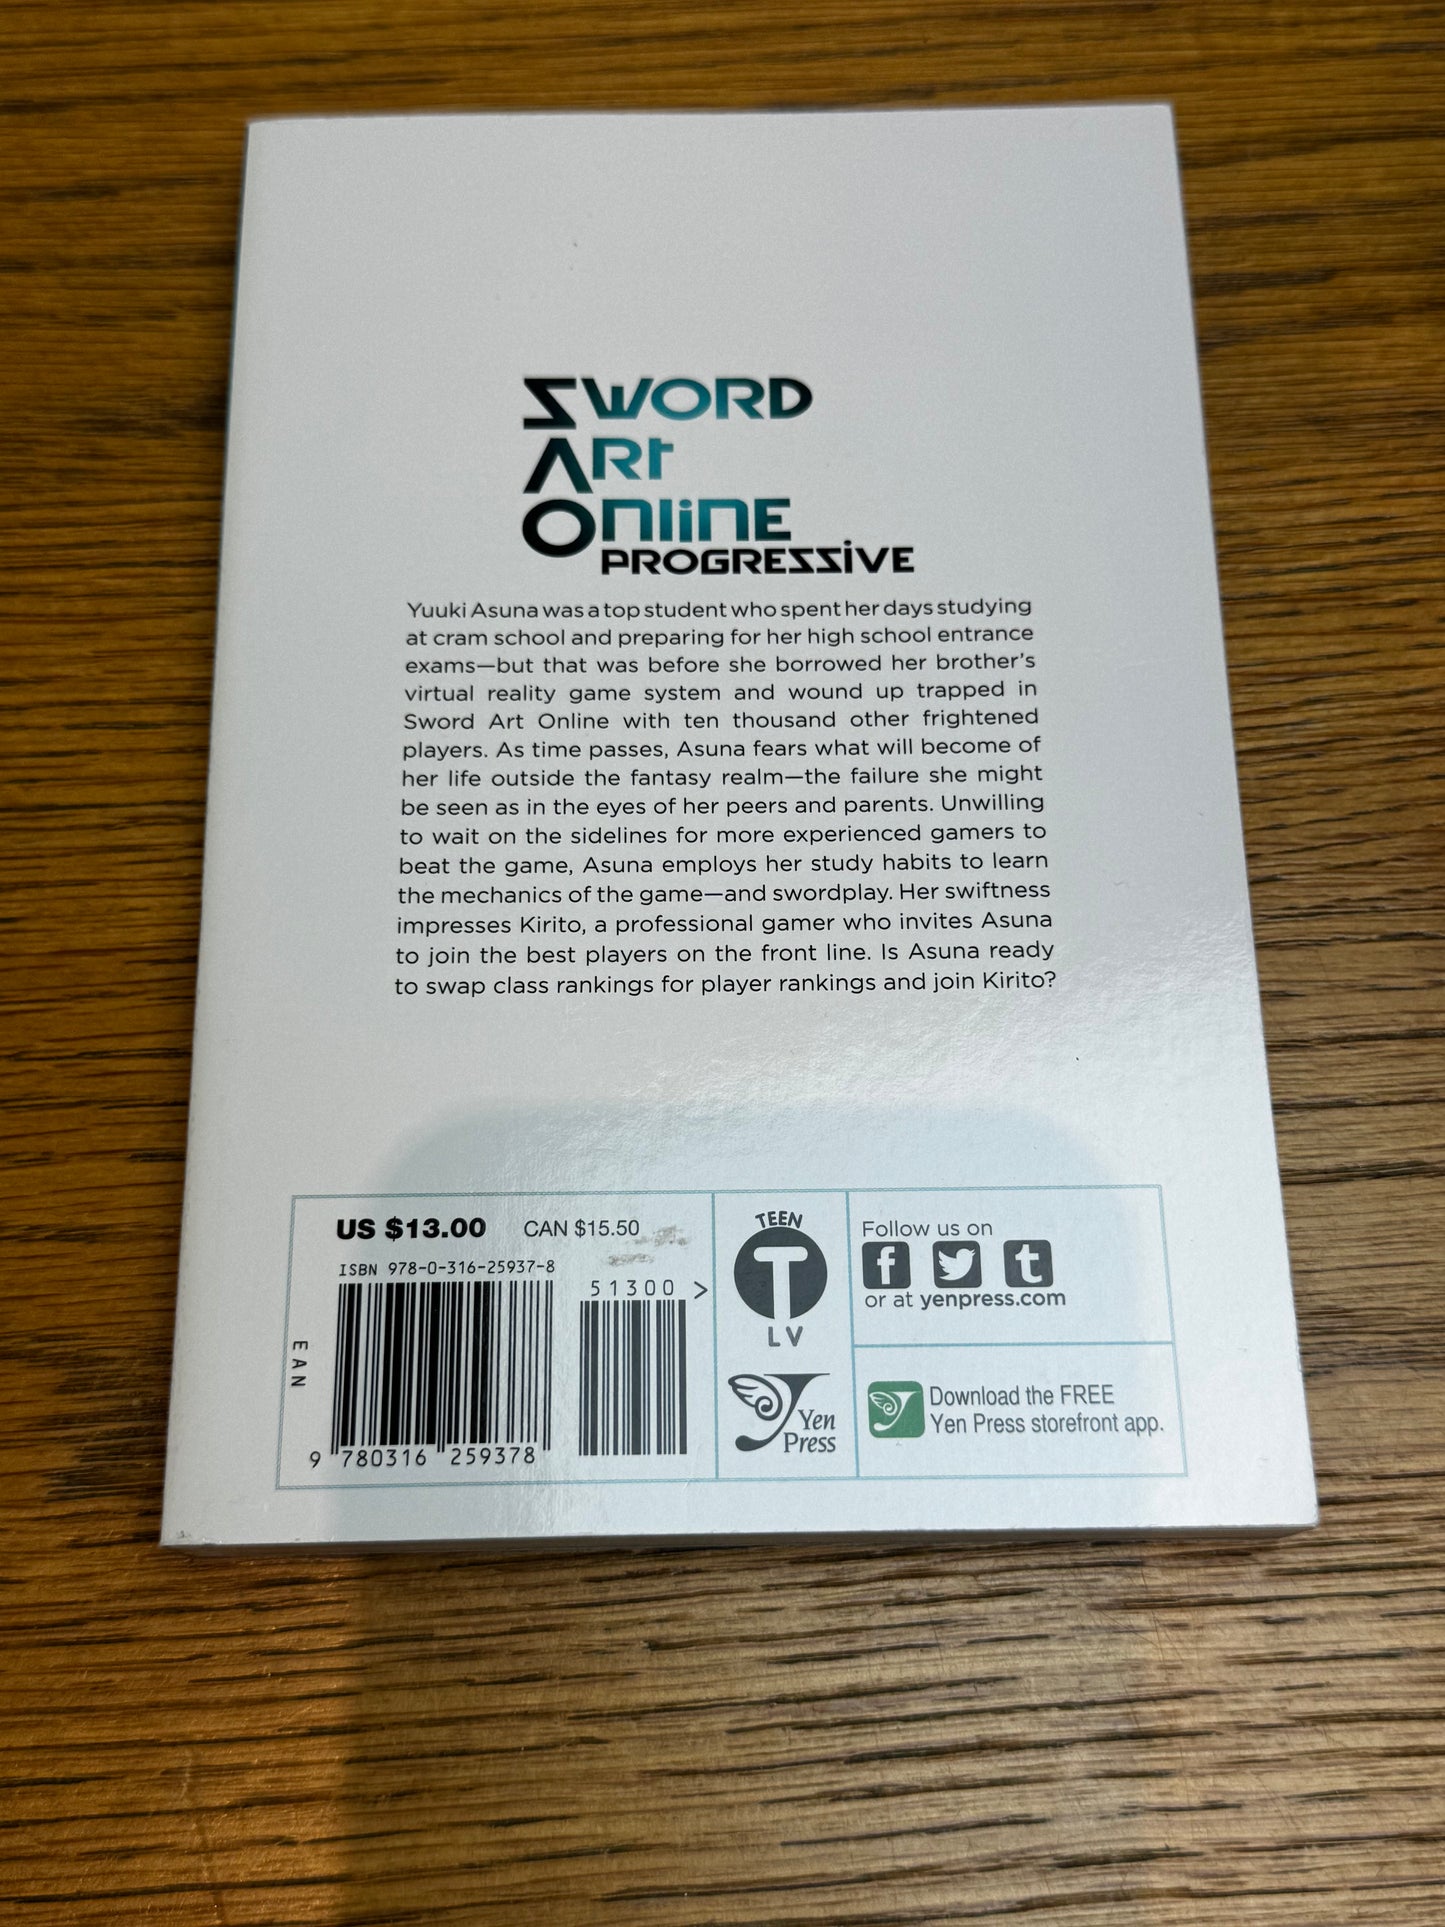 SWORD
ART
ONLINE
PROGRESSIVE
Yuuki Asuna was a top student who spent her days studying
at cram school and preparing for her high school entrance
exams—but that was before she borrowed her brother's
virtual reality game system and wound up trapped in
Sword Art Online with ten thousand other frightened
players. As time passes, Asuna fears what will become of
her life outside the fantasy realm—the failure she might
be seen as in the eyes of her peers and parents. Unwilling
to wait on the sidelines for more experienced gamers to
beat the game, Asuna employs her study habits to learn
the mechanics of the game—and swordplay. Her swiftness
impresses Kirito, a professional gamer who invites Asuna
to join the best players on the front line. Is Asuna ready
to swap class rankings for player rankings and join Kirito?
US $13.00 CAN $15.50
ISBN 978-0-316-25937-8
51300 >
EAN
9 780316 259378
TEEN
T
LV
Yen
Press
Follow us on
f t
or at yenpress.com
Download the FREE
Yen Press storefront app.